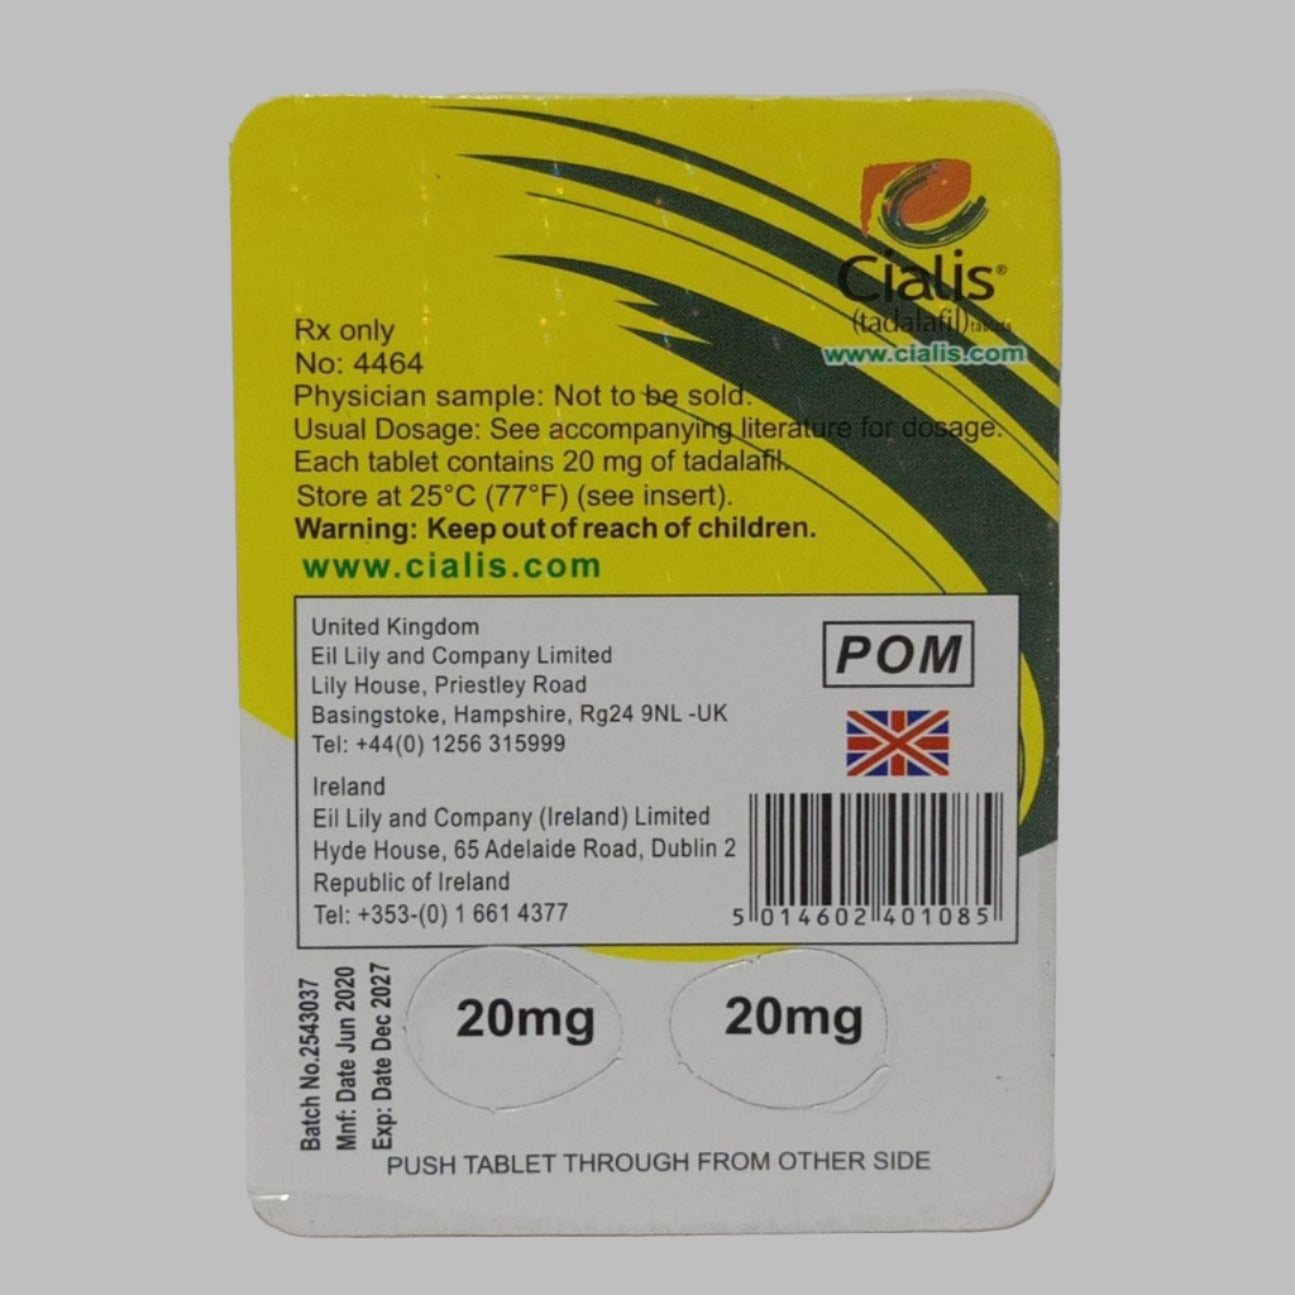 Cialis®
(tadalafil) tablets
www.cialis.com
Rx only
No: 4464
Physician sample: Not to be sold.
Usual Dosage: See accompanying literature for dosage.
Each tablet contains 20 mg of tadalafil.
Store at 25°C (77°F) (see insert).
Warning: Keep out of reach of children.
www.cialis.com
United Kingdom
Eil Lily and Company Limited
Lily House, Priestley Road
Basingstoke, Hampshire, Rg24 9NL -UK
Tel: +44(0) 1256 315999
POM
Ireland
Eil Lily and Company (Ireland) Limited
Hyde House, 65 Adelaide Road, Dublin 2
Republic of Ireland
Tel: +353-(0) 1 661 4377
5 014602 401085
Batch No.2543037
Mnf: Date Jun 2020
Exp: Date Dec 2027
20mg
20mg
PUSH TABLET THROUGH FROM OTHER SIDE